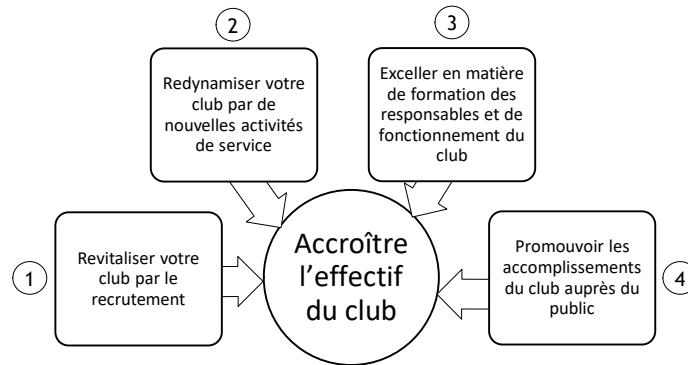 1
Revitaliser votre
club par le
recrutement
2
Redynamiser votre
club par de
nouvelles activités
de service
3
Exceller en matière
de formation des
responsables et de
fonctionnement du
club
4
Promouvoir les
accomplissements
du club auprès du
public
Accroître
l’effectif
du club